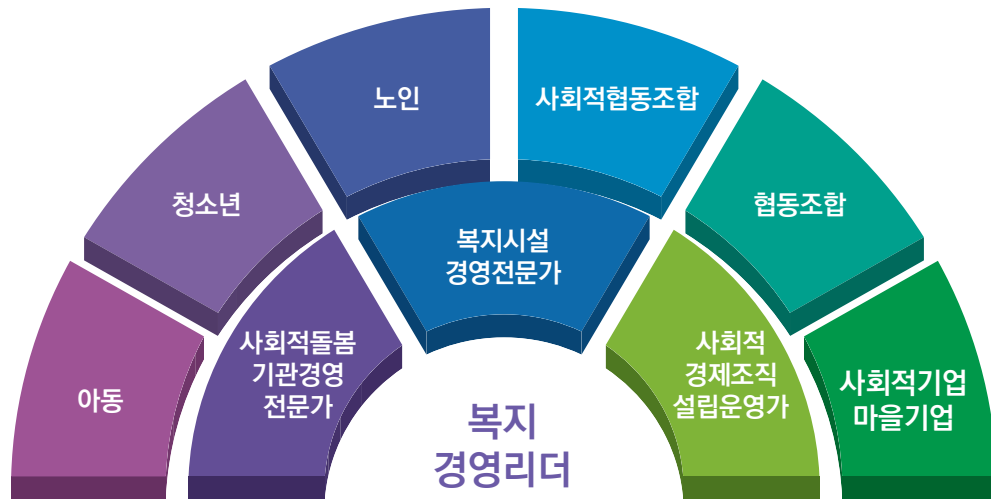 노인
사회적협동조합
청소년
협동조합
복지시설
경영전문가
사회적돌봄
기관경영
전문가
사회적
경제조직
설립운영가
아동
사회적기업
마을기업
복지
경영리더